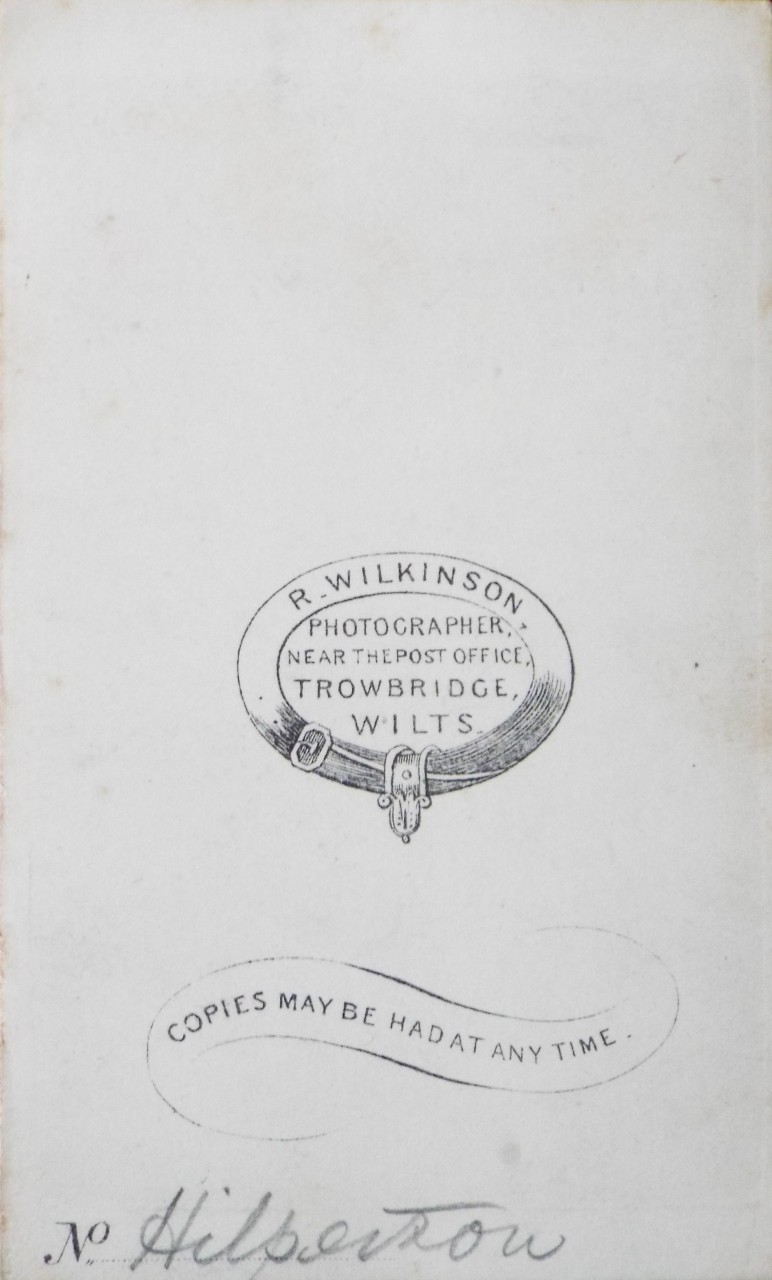 R. WILKINSON,
PHOTOGRAPHER,
NEAR THE POST OFFICE,
TROWBRIDGE,
WILTS.
COPIES MAY BE HAD AT ANY TIME.
No Hilperton